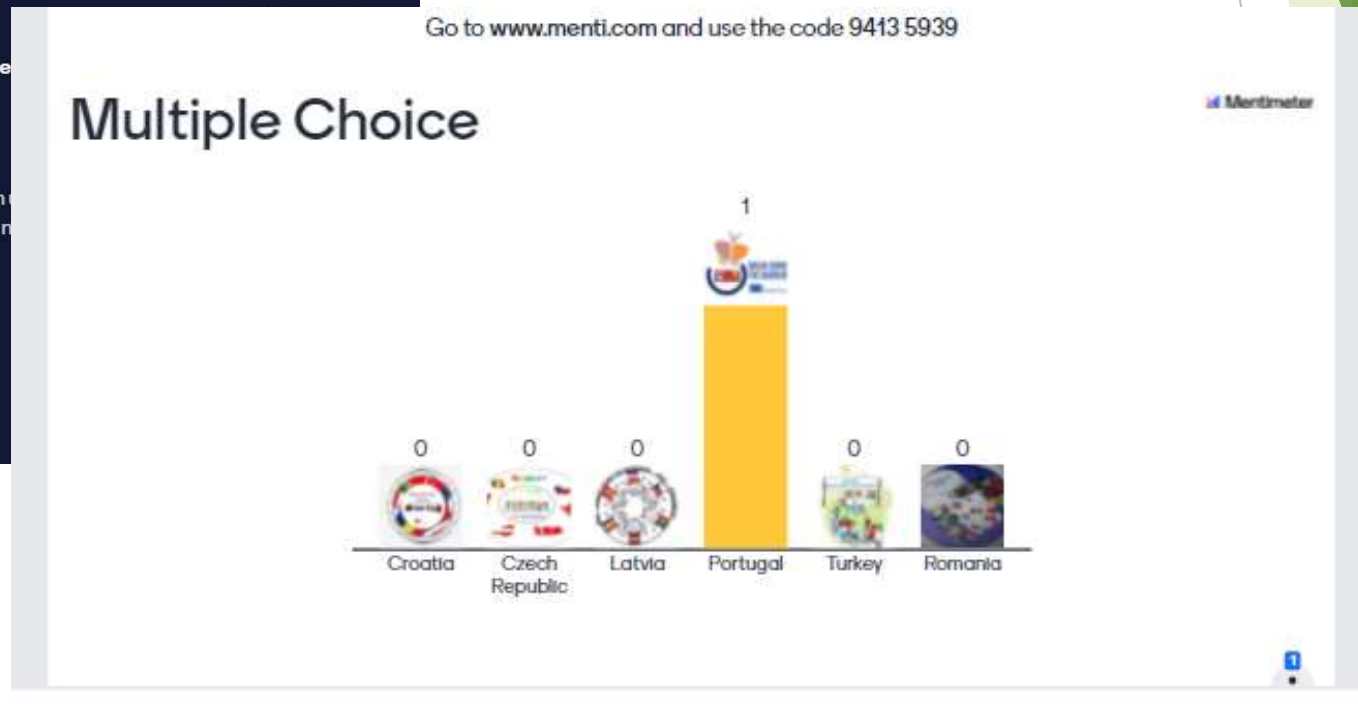 Go to www.menti.com and use the code 9413 5939
Mentimeter
Multiple Choice
1
0
0
0
0
0
Croatia
Czech Republic
Latvia
Portugal
Turkey
Romania
1